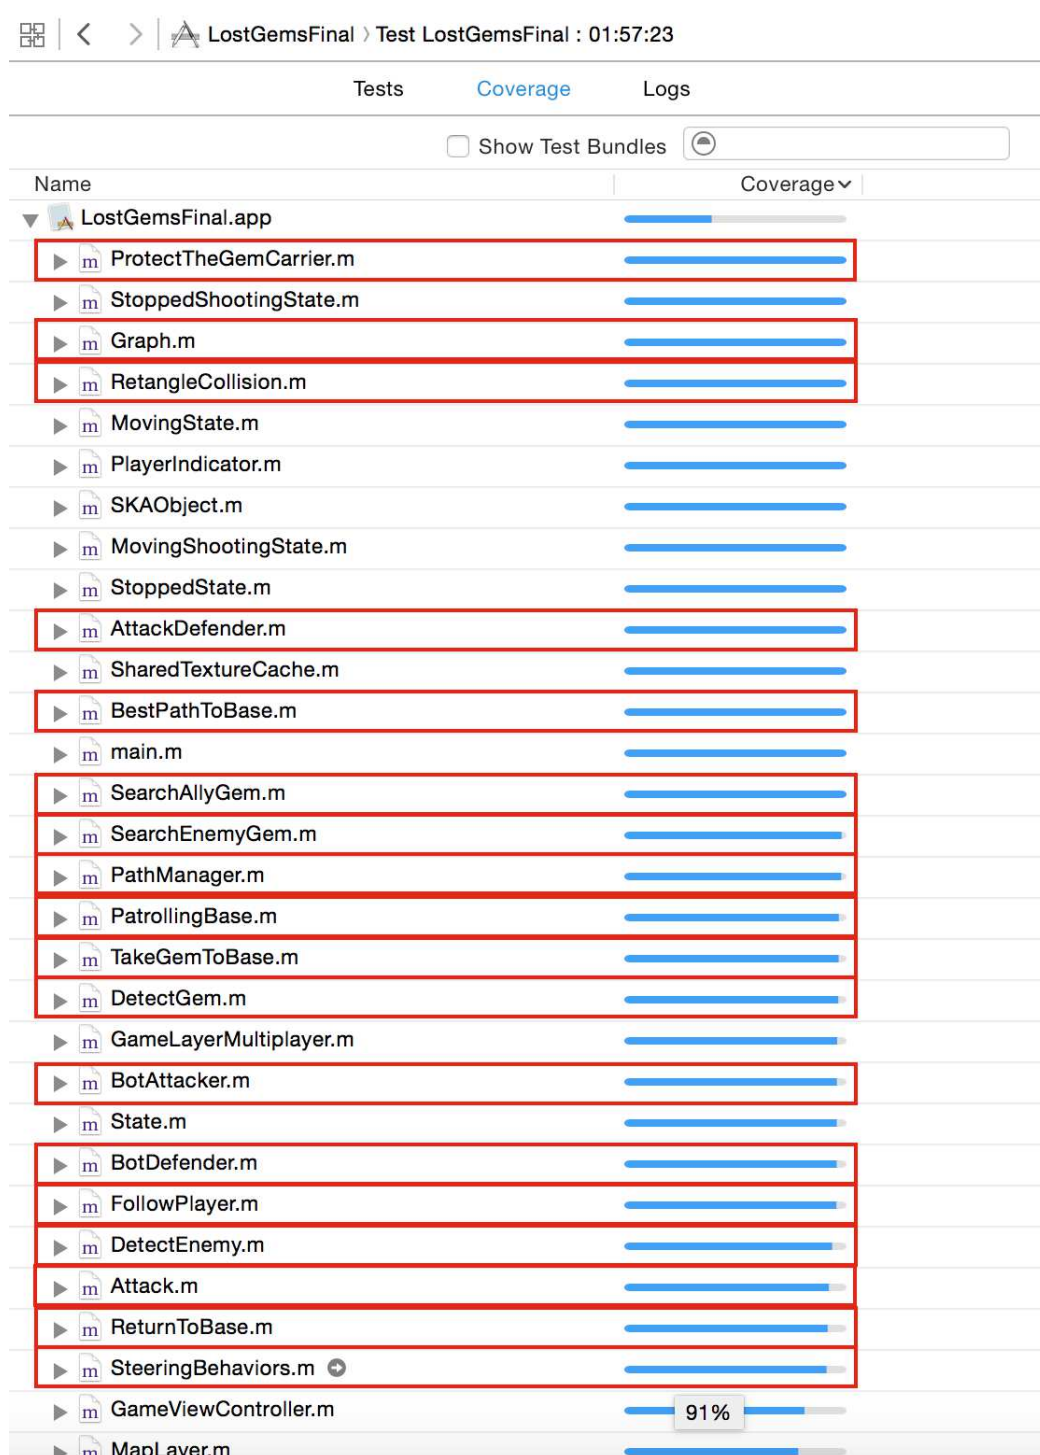 LostGemsFinal 〉 Test LostGemsFinal : 01:57:23
Tests Coverage Logs
Show Test Bundles
Name Coverage
LostGemsFinal.app
m ProtectTheGemCarrier.m
m StoppedShootingState.m
m Graph.m
m RetangleCollision.m
m MovingState.m
m PlayerIndicator.m
m SKAObject.m
m MovingShootingState.m
m StoppedState.m
m AttackDefender.m
m SharedTextureCache.m
m BestPathToBase.m
m main.m
m SearchAllyGem.m
m SearchEnemyGem.m
m PathManager.m
m PatrollingBase.m
m TakeGemToBase.m
m DetectGem.m
m GameLayerMultiplayer.m
m BotAttacker.m
m State.m
m BotDefender.m
m FollowPlayer.m
m DetectEnemy.m
m Attack.m
m ReturnToBase.m
m SteeringBehaviors.m
m GameViewController.m 91%
m MapLayer.m